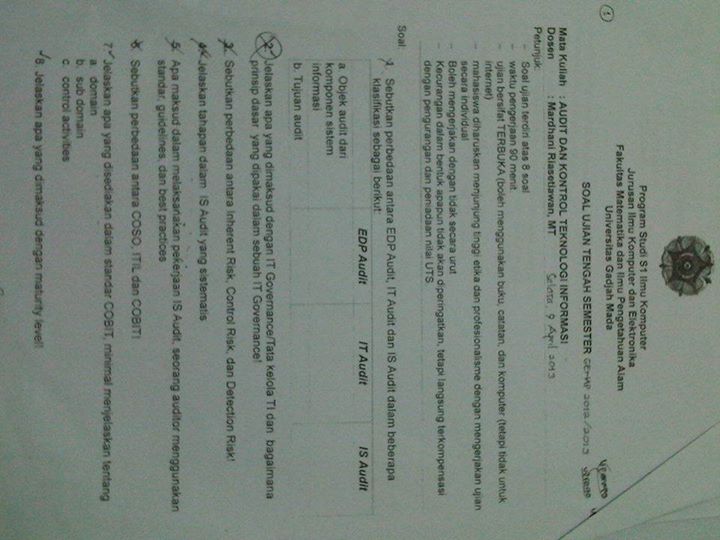 1
Program Studi S1 Ilmu Komputer
Jurusan Ilmu Komputer dan Elektronika
Fakultas Matematika dan Ilmu Pengetahuan Alam
Universitas Gadjah Mada
SOAL UJIAN TENGAH SEMESTER GENAP 2012/2013
Mata Kuliah : AUDIT DAN KONTROL TEKNOLOGI INFORMASI
Dosen : Mardhani Riasetiawan, MT Selasa 9 April 2013
Petunjuk:
- Soal ujian terdiri atas 8 soal
- waktu pengerjaan 90 menit
- ujian bersifat TERBUKA (boleh menggunakan buku, catatan, dan komputer (tetapi tidak untuk
internet)
- mahasiswa diharuskan menjunjung tinggi etika dan profesionalisme dengan mengerjakan ujian
secara individual
- Boleh mengerjakan dengan tidak secara urut
- Kecurangan dalam bentuk apapun tidak akan diperingatkan, tetapi langsung terkompensasi
dengan pengurangan dan peniadaan nilai UTS
Soal
1. Sebutkan perbedaan antara EDP Audit, IT Audit dan IS Audit dalam beberapa
klasifikasi sebagai berikut:
EDP Audit IT Audit IS Audit
a. Objek audit dari
komponen sistem
informasi
b. Tujuan audit
2. Jelaskan apa yang dimaksud dengan IT Governance/Tata kelola TI dan bagaimana
prinsip dasar yang dipakai dalam sebuah IT Governance!
3. Sebutkan perbedaan antara Inherent Risk, Control Risk, dan Detection Risk!
4. Jelaskan tahapan dalam IS Audit yang sistematis
5. Apa maksud dalam melaksanakan pekerjaan IS Audit, seorang auditor menggunakan
standar, guidelines, dan best practices
6. Sebutkan perbedaan antara COSO, ITIL dan COBIT!
7. Jelaskan apa yang disediakan dalam standar COBIT, minimal menjelaskan tentang
a. domain
b. sub domain
c. control activities
8. Jelaskan apa yang dimaksud dengan maturity level!